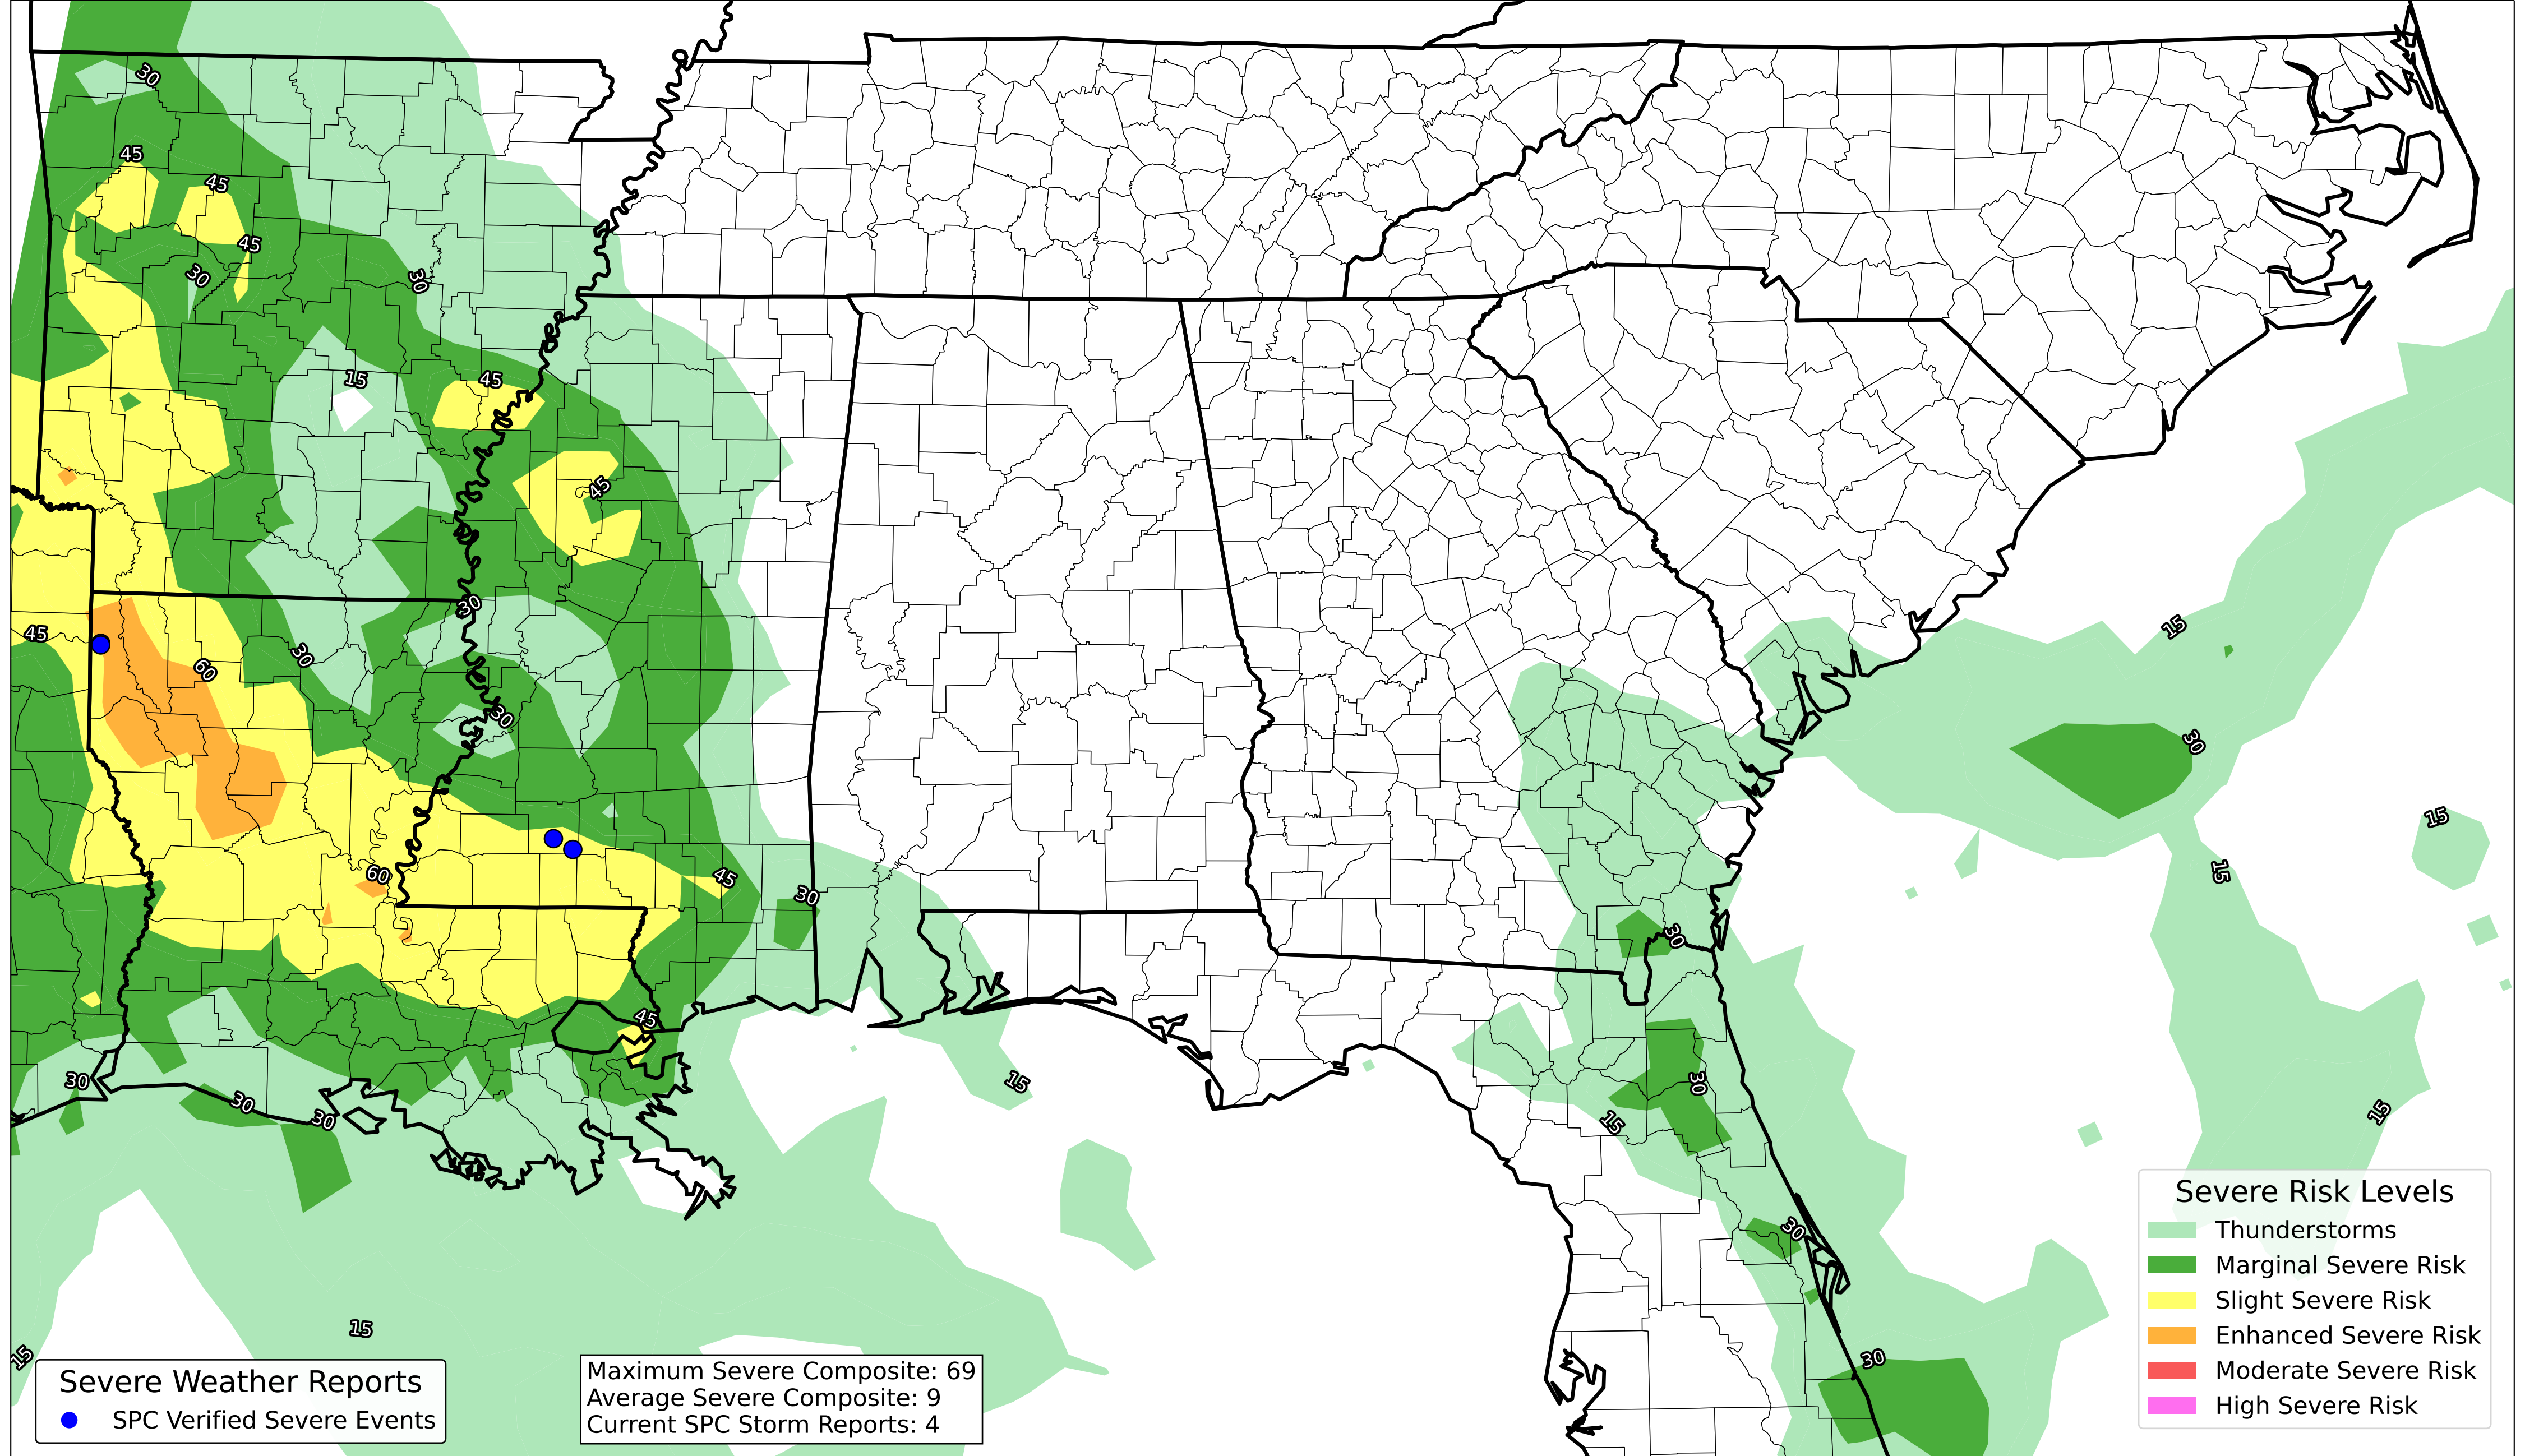 30
45
45
45
30
30
15
45
45
30
45
60
30
30
15
30
15
60
45
30
15
30
45
30
15
30
15
30
30
15
30
15
15
30
Severe Risk Levels
Thunderstorms
Marginal Severe Risk
Slight Severe Risk
Enhanced Severe Risk
Moderate Severe Risk
High Severe Risk
Severe Weather Reports
SPC Verified Severe Events
Maximum Severe Composite: 69
Average Severe Composite: 9
Current SPC Storm Reports: 4